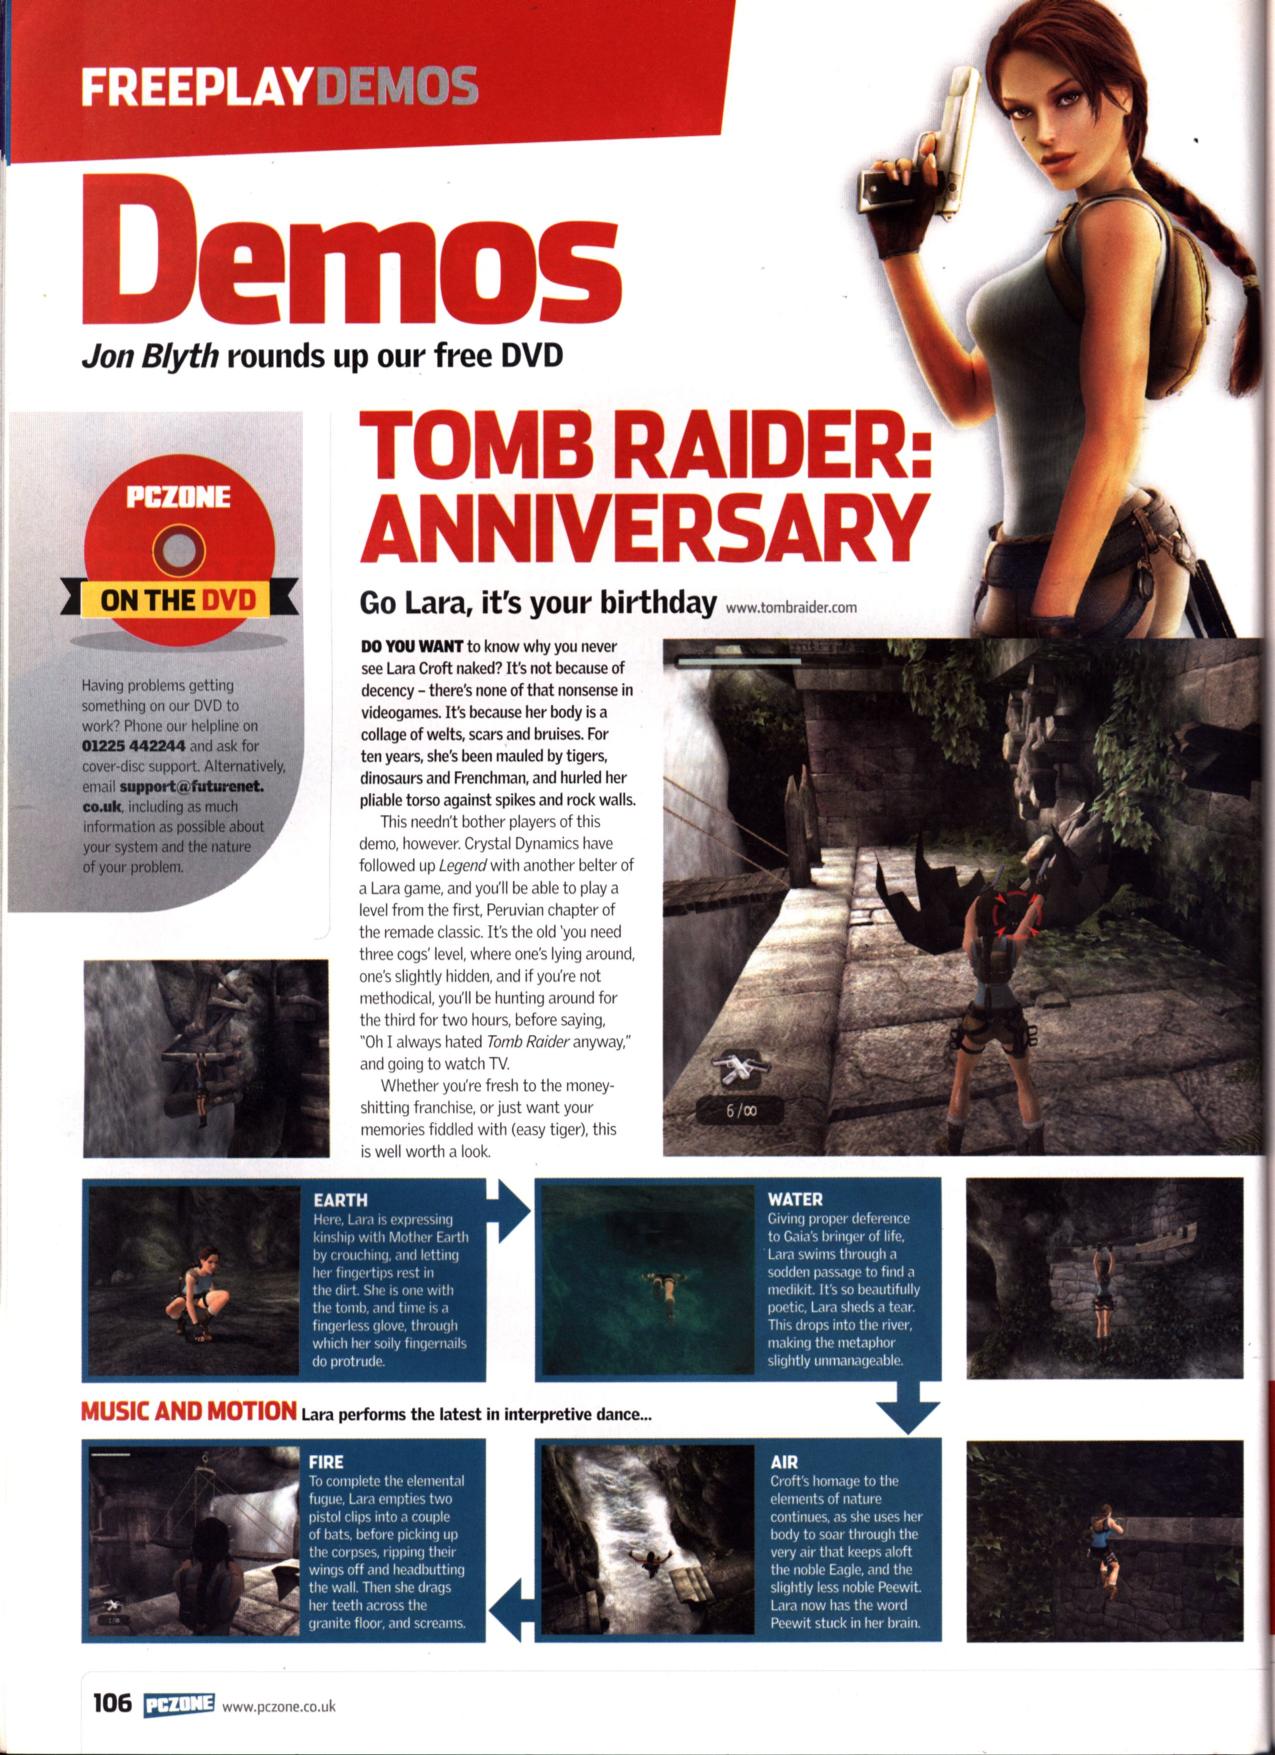 FREEPLAYDEMOS
Demos
Jon Blyth rounds up our free DVD
PCZONE
ON THE DVD
Having problems getting
something on our DVD to
work? Phone our helpline on
01225 442244 and ask for
cover-disc support. Alternatively,
email support@futurenet.
co.uk, including as much
information as possible about
your system and the nature
of your problem.
TOMB RAIDER:
ANNIVERSARY
Go Lara, it's your birthday www.tombraider.com
DO YOU WANT to know why you never
see Lara Croft naked? It's not because of
decency – there's none of that nonsense in
videogames. It's because her body is a
collage of welts, scars and bruises. For
ten years, she's been mauled by tigers,
dinosaurs and Frenchman, and hurled her
pliable torso against spikes and rock walls.
This needn't bother players of this
demo, however. Crystal Dynamics have
followed up Legend with another belter of
a Lara game, and you'll be able to play a
level from the first, Peruvian chapter of
the remade classic. It's the old 'you need
three cogs' level, where one's lying around,
one's slightly hidden, and if you're not
methodical, you'll be hunting around for
the third for two hours, before saying,
"Oh I always hated Tomb Raider anyway,"
and going to watch TV.
Whether you're fresh to the money-
shitting franchise, or just want your
memories fiddled with (easy tiger), this
is well worth a look.
6/∞
EARTH
Here, Lara is expressing
kinship with Mother Earth
by crouching, and letting
her fingertips rest in
the dirt. She is one with
the tomb, and time is a
fingerless glove, through
which her soily fingernails
do protrude.
WATER
Giving proper deference
to Gaia's bringer of life,
Lara swims through a
sodden passage to find a
medikit. It's so beautifully
poetic, Lara sheds a tear.
This drops into the river,
making the metaphor
slightly unmanageable.
MUSIC AND MOTION Lara performs the latest in interpretive dance...
FIRE
To complete the elemental
fugue, Lara empties two
pistol clips into a couple
of bats, before picking up
the corpses, ripping their
wings off and headbutting
the wall. Then she drags
her teeth across the
granite floor, and screams.
AIR
Croft's homage to the
elements of nature
continues, as she uses her
body to soar through the
very air that keeps aloft
the noble Eagle, and the
slightly less noble Peewit.
Lara now has the word
Peewit stuck in her brain.
106 PCZONE www.pczone.co.uk